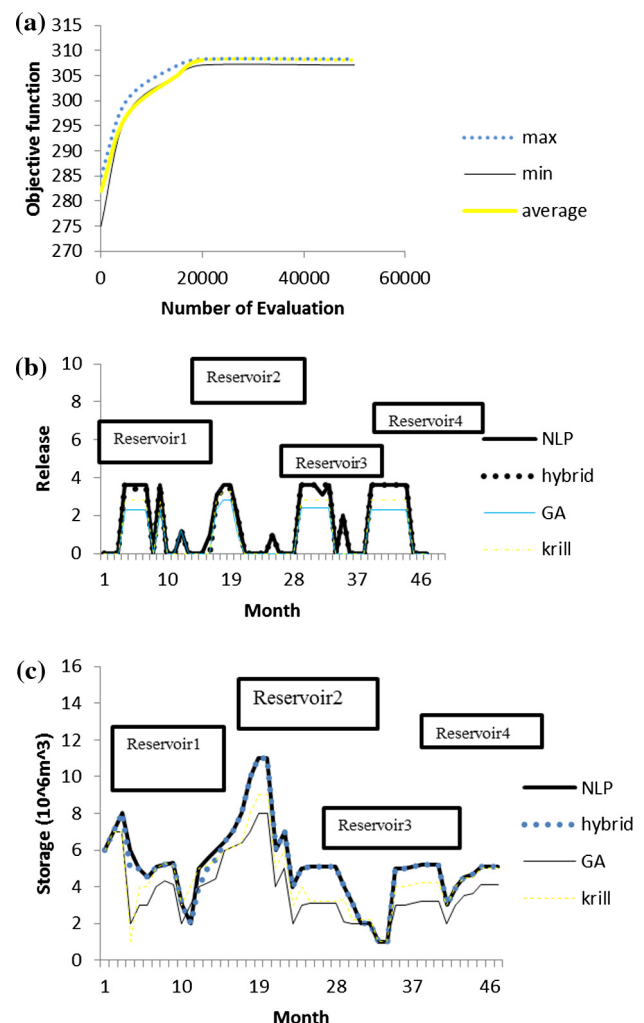 (a)
315
310
305
300
295
290
285
280
275
270
Objective function
0
20000
40000
60000
Number of Evaluation
max
min
average
(b)
10
8
6
4
2
0
Release
Reservoir1
Reservoir2
Reservoir3
Reservoir4
1
10
19
28
37
46
Month
NLP
hybrid
GA
krill
(c)
16
14
12
10
8
6
4
2
0
Storage (10^6m^3)
Reservoir1
Reservoir2
Reservoir3
Reservoir4
1
10
19
28
37
46
Month
NLP
hybrid
GA
krill